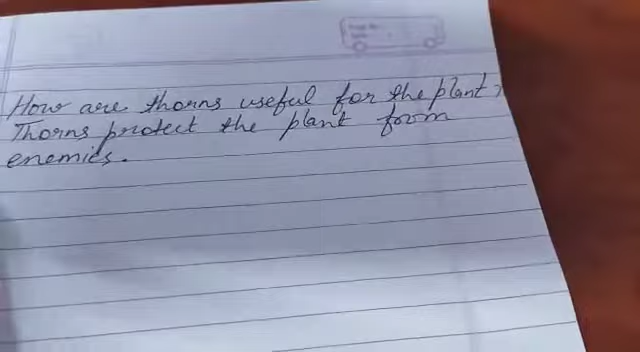 How are thorns useful for the plant?
Thorns protect the plant from
enemies.